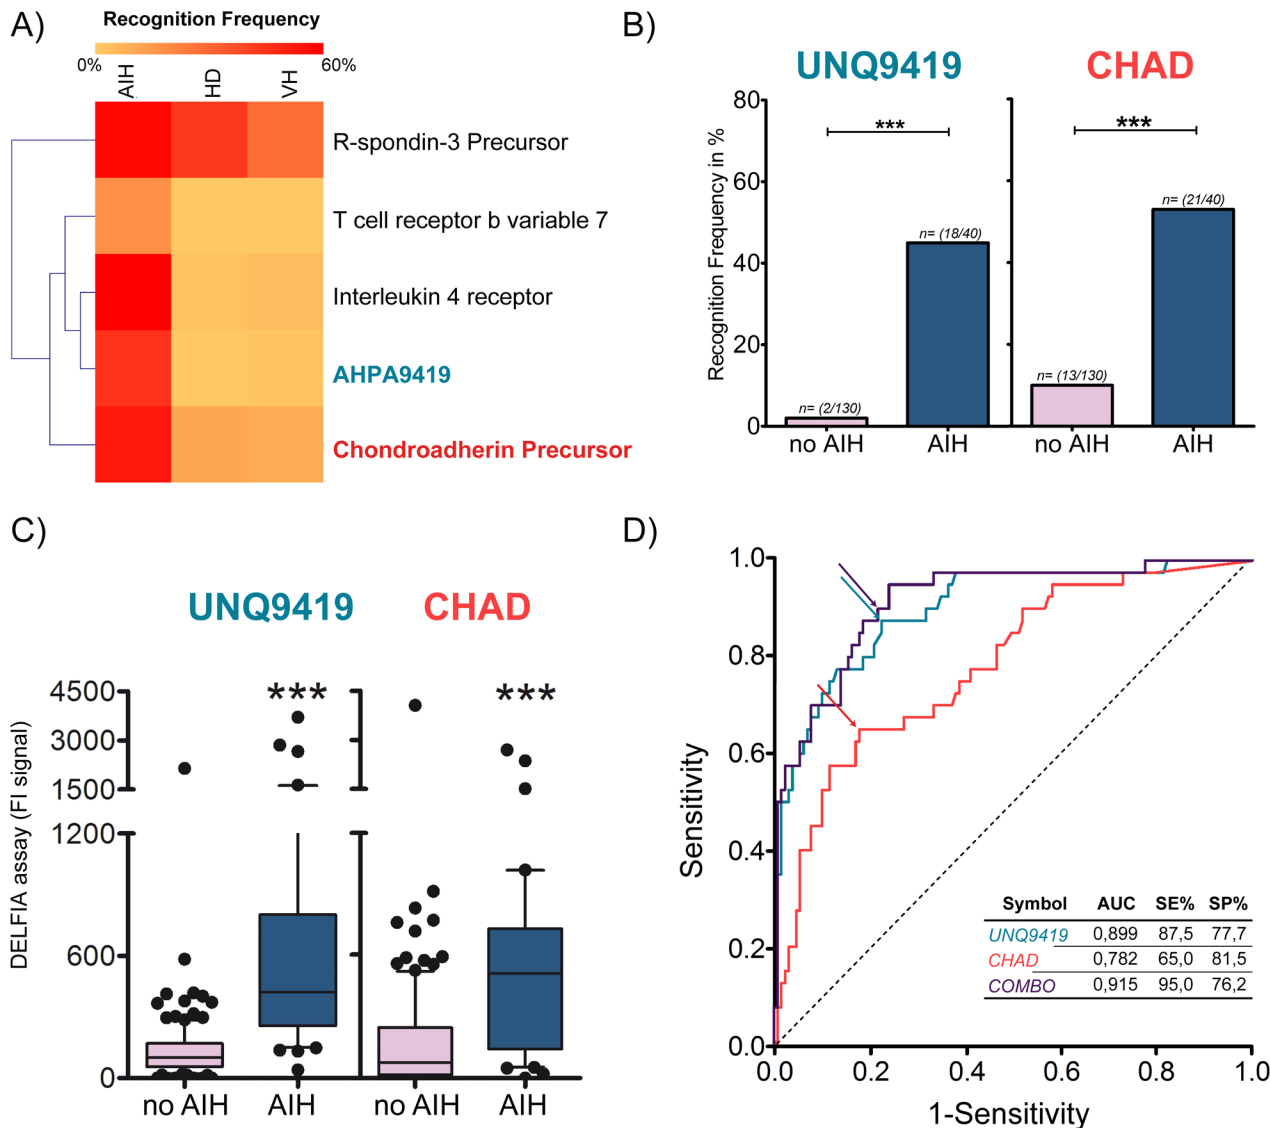 A)
Recognition Frequency
0%
60%
AIH
HD
VH
R-spondin-3 Precursor
T cell receptor b variable 7
Interleukin 4 receptor
AHPA9419
Chondroadherin Precursor
B)
UNQ9419
CHAD
Recognition Frequency in %
80
60
40
20
0
***
***
n= (2/130)
n= (18/40)
n= (13/130)
n= (21/40)
no AIH
AIH
no AIH
AIH
C)
UNQ9419
CHAD
DELFIA assay (FI signal)
4500
3000
1500
1200
600
0
***
***
no AIH
AIH
no AIH
AIH
D)
Sensitivity
1.0
0.8
0.6
0.4
0.2
0.0
Symbol AUC SE% SP%
UNQ9419 0,899 87,5 77,7
CHAD 0,782 65,0 81,5
COMBO 0,915 95,0 76,2
0.0
0.2
0.4
0.6
0.8
1.0
1-Sensitivity